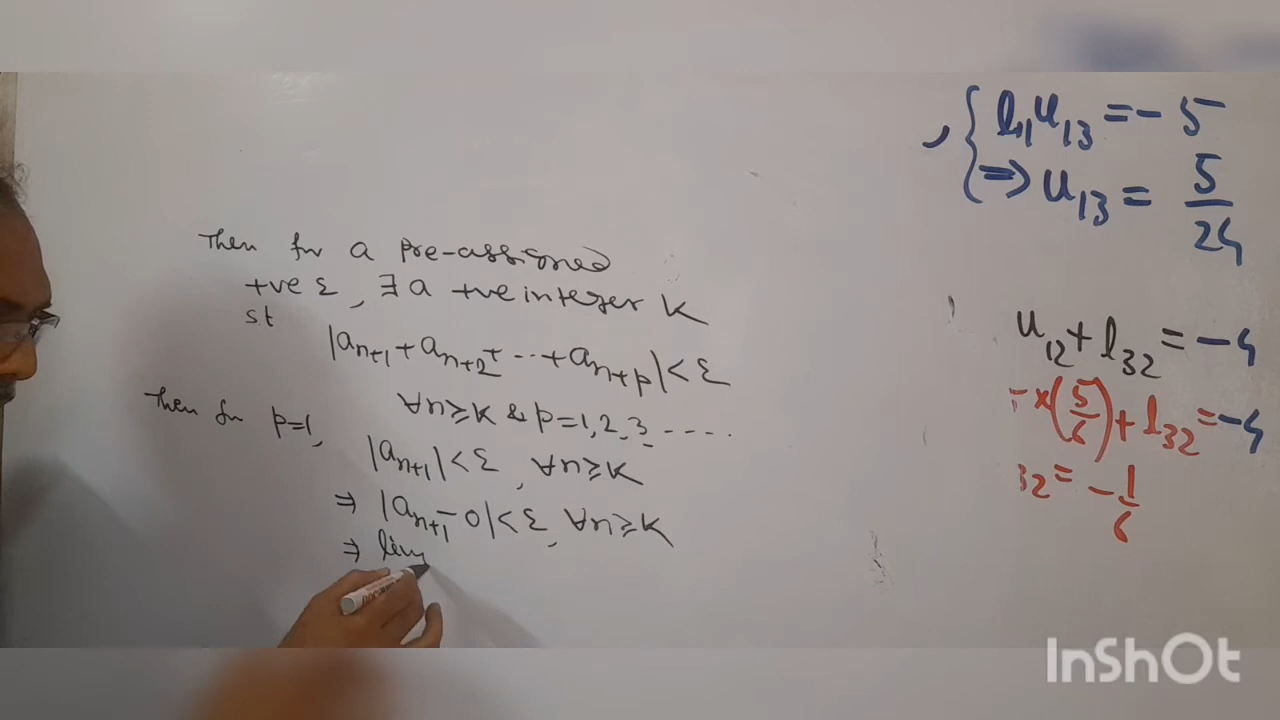 Then for a pre-assigned
+ve ε, ∃ a +ve integer K
st
|aₙ₊₁ + aₙ₊₂ + ... + aₙ₊ₚ| < ε
∀n ≥ K & p = 1, 2, 3, ....
Then for p=1,
|aₙ₊₁| < ε, ∀n ≥ K
⇒ |aₙ₊₁ - 0| < ε, ∀n ≥ K
⇒ lim
, { l₁₁u₁₃ = -5
⇒ u₁₃ = 5/24
u₁₂ + l₃₂ = -4
-x(5/6) + l₃₂ = -4
32 = -1/6
InShOt